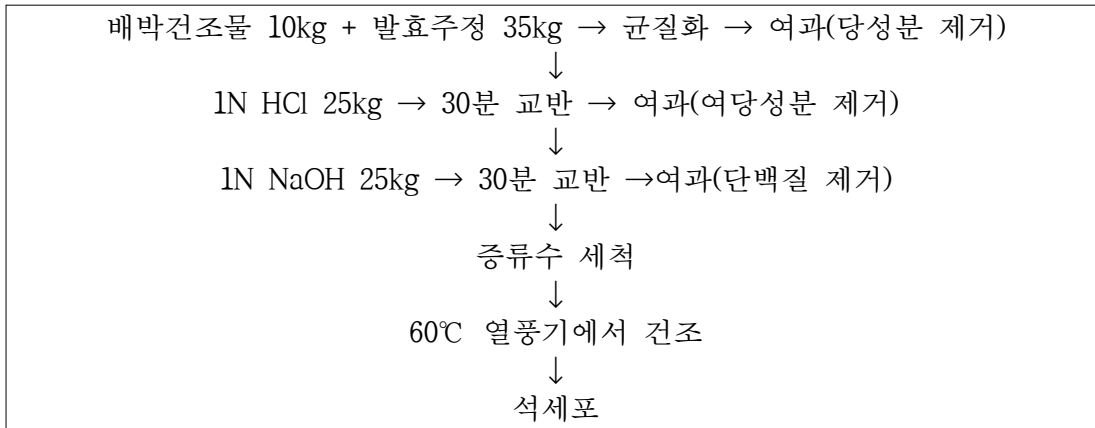 배박건조물 10kg + 발효주정 35kg → 균질화 → 여과(당성분 제거)
↓
1N HCl 25kg → 30분 교반 → 여과(여당성분 제거)
↓
1N NaOH 25kg → 30분 교반 →여과(단백질 제거)
↓
증류수 세척
↓
60℃ 열풍기에서 건조
↓
석세포